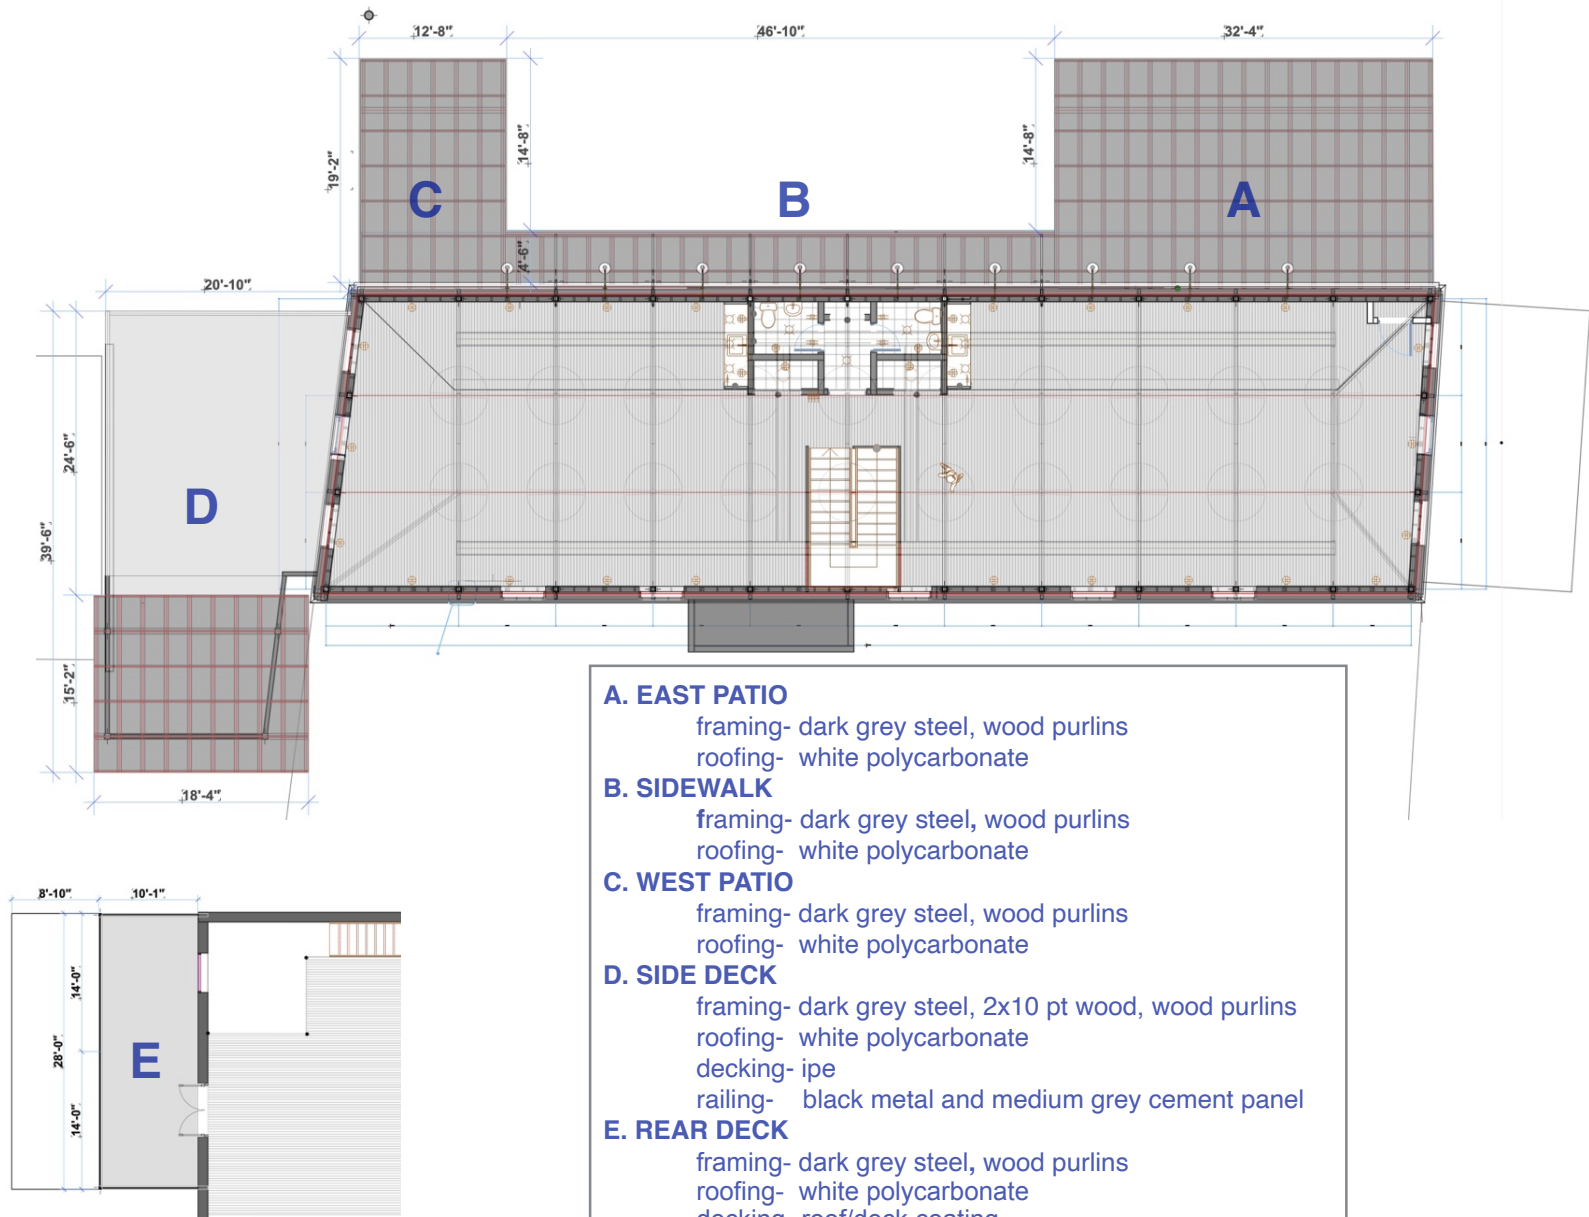 12'-8"
46'-10"
32'-4"
19'-2"
14'-8"
14'-8"
C
B
A
4'-6"
20'-10"
24'-6"
39'-6"
D
15'-2"
18'-4"
A. EAST PATIO
framing- dark grey steel, wood purlins
roofing- white polycarbonate
B. SIDEWALK
framing- dark grey steel, wood purlins
roofing- white polycarbonate
C. WEST PATIO
framing- dark grey steel, wood purlins
roofing- white polycarbonate
D. SIDE DECK
framing- dark grey steel, 2x10 pt wood, wood purlins
roofing- white polycarbonate
decking- ipe
railing- black metal and medium grey cement panel
E. REAR DECK
framing- dark grey steel, wood purlins
roofing- white polycarbonate
decking- roof/deck coating
8'-10"
10'-1"
14'-0"
28'-0"
E
14'-0"